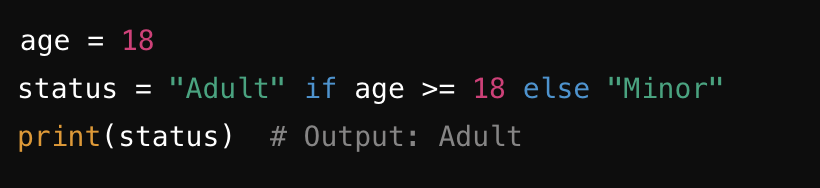 age = 18
status = "Adult" if age >= 18 else "Minor"
print(status)  # Output: Adult